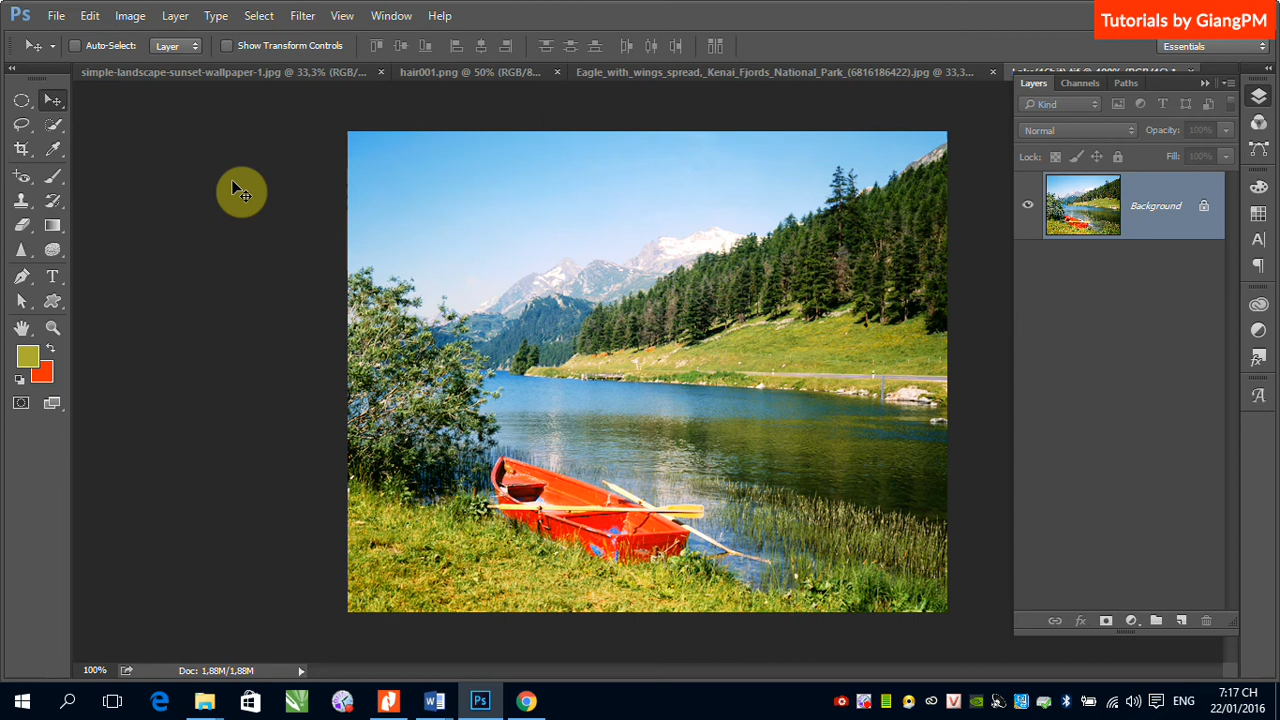 Ps File Edit Image Layer Type Select Filter View Window Help
Tutorials by GiangPM
Auto-Select: Layer Show Transform Controls
Essentials
simple-landscape-sunset-wallpaper-1.jpg @ 33,3% (RGB/... × hair001.png @ 50% (RGB/8... × Eagle_with_wings_spread,_Kenai_Fjords_National_Park_(6816186422).jpg @ 33,3... ×
Layers Channels Paths
Kind
Normal Opacity: 100%
Lock: Fill: 100%
Background
100% Doc: 1,88M/1,88M
ENG
7:17 CH
22/01/2016